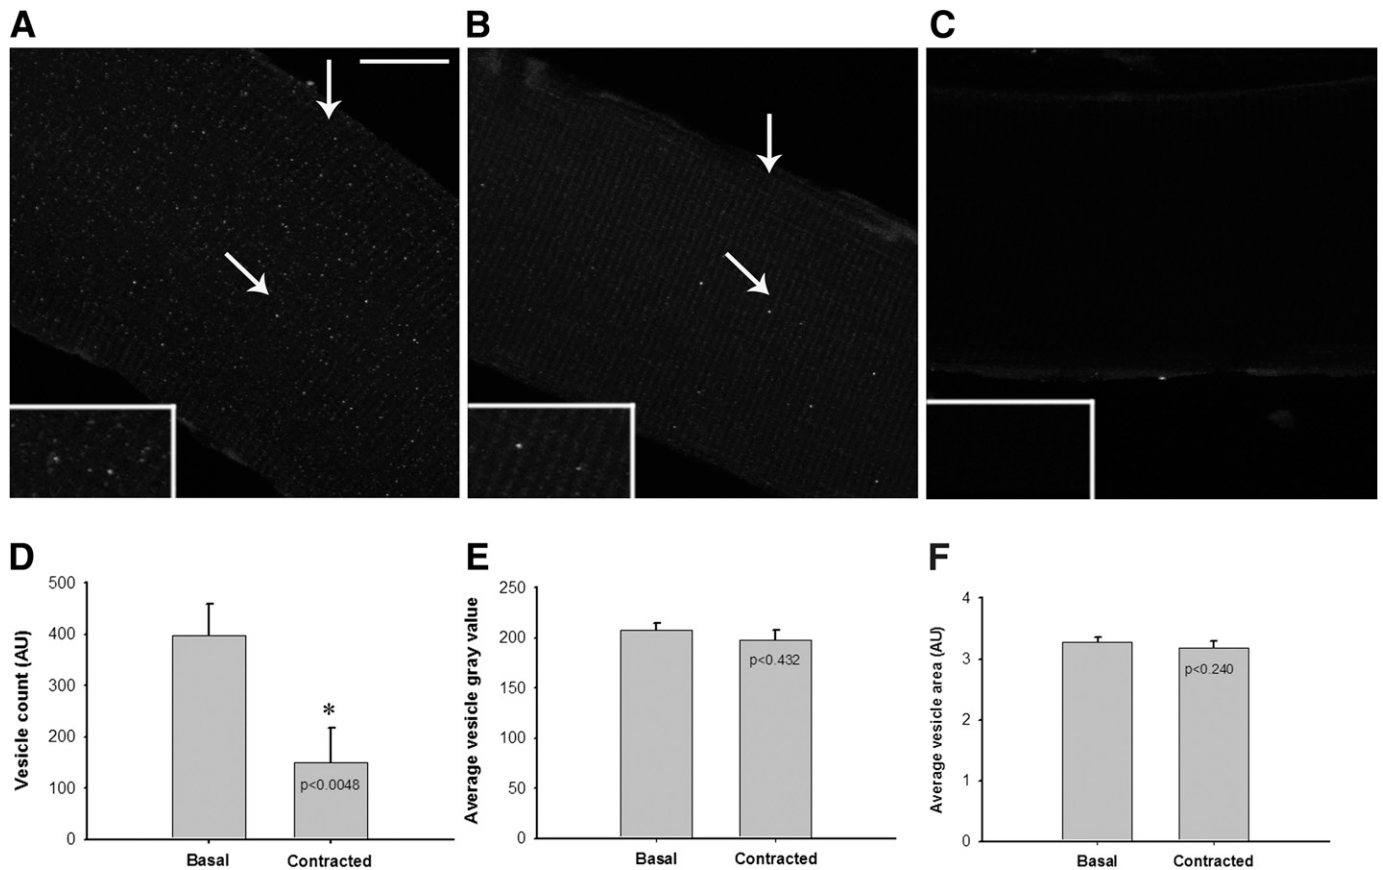 A B C
D E F
Vesicle count (AU)
500
400
300
200
100
0
*
p<0.0048
Basal Contracted
Average vesicle gray value
250
200
150
100
50
0
p<0.432
Basal Contracted
Average vesicle area (AU)
4
3
2
1
0
p<0.240
Basal Contracted